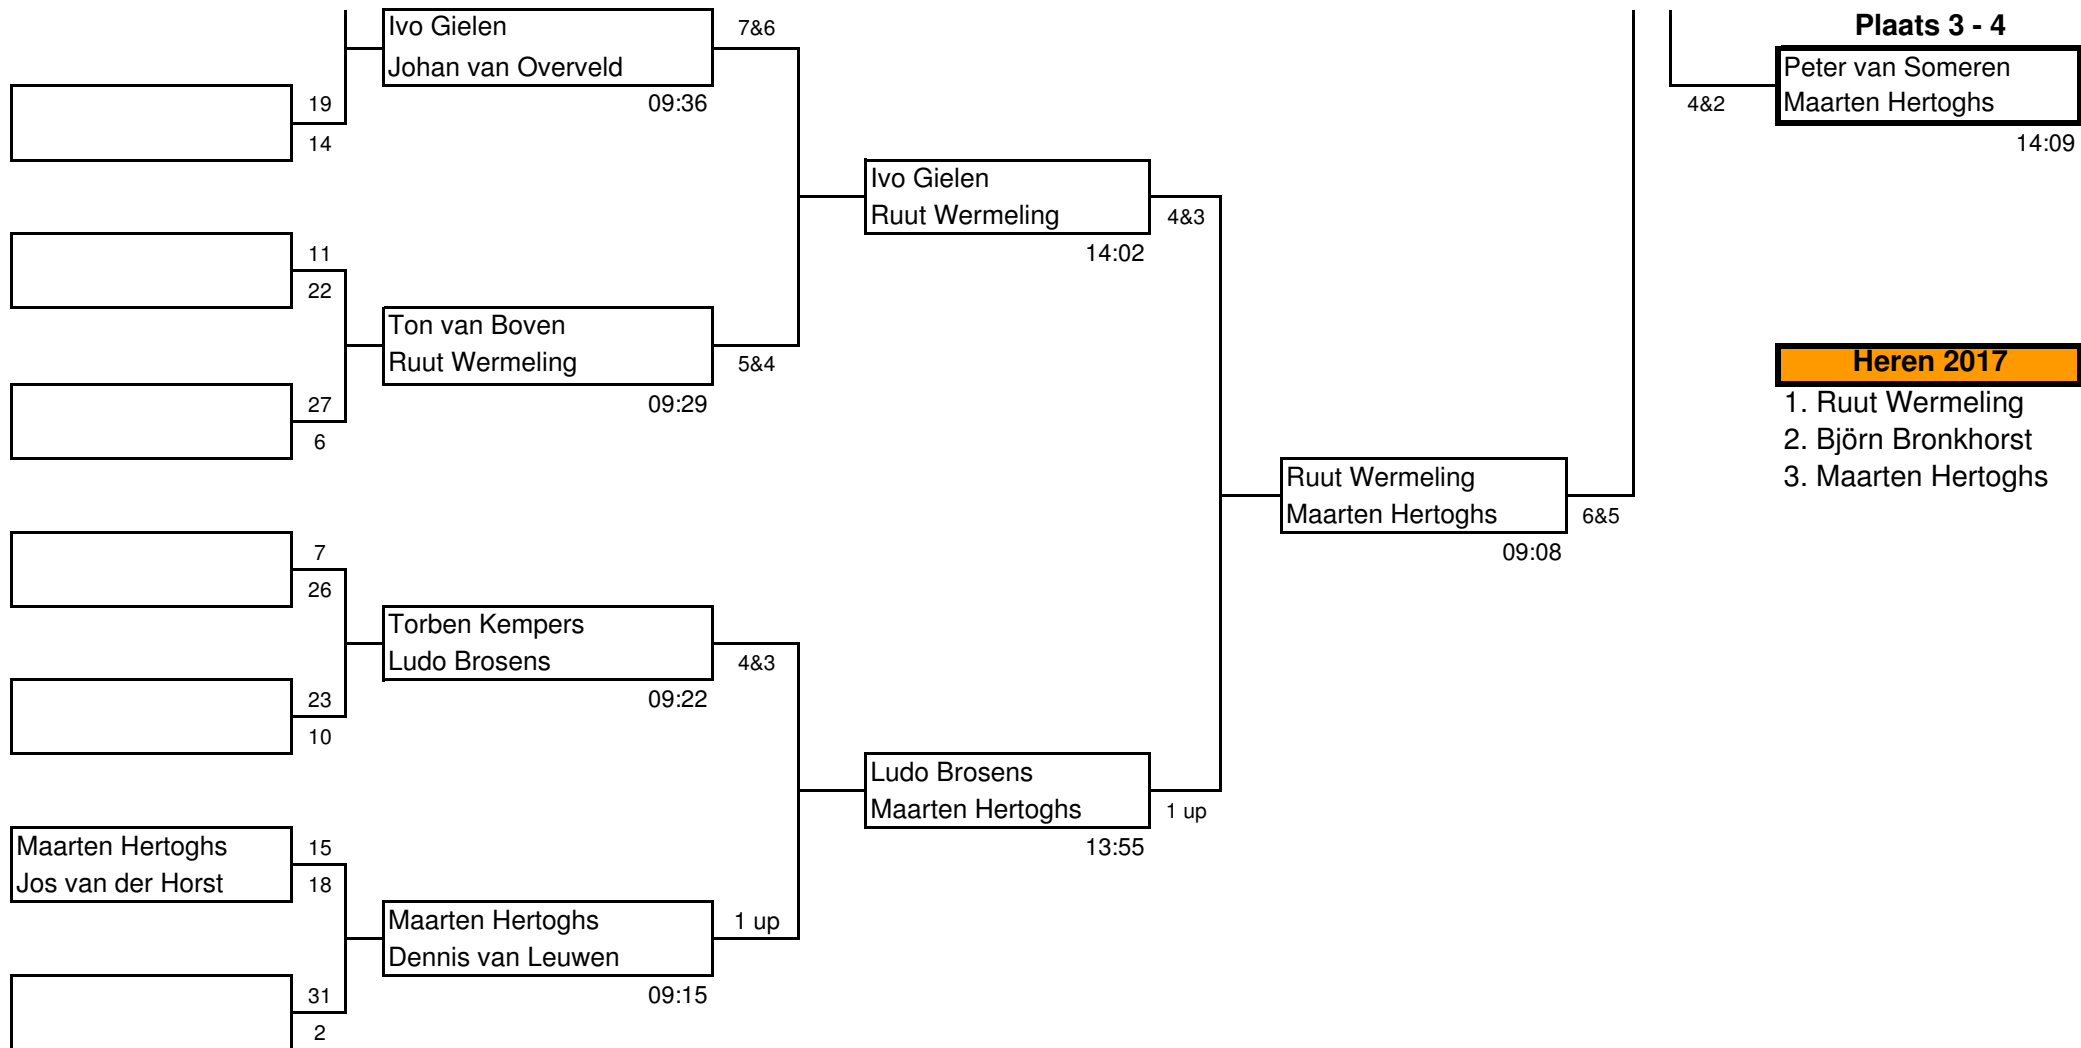 Ivo Gielen
Johan van Overveld
7&6
09:36
19
14
11
22
Ton van Boven
Ruut Wermeling
5&4
09:29
27
6
Ivo Gielen
Ruut Wermeling
4&3
14:02
7
26
Torben Kempers
Ludo Brosens
4&3
09:22
23
10
Maarten Hertoghs
Jos van der Horst
15
18
Maarten Hertoghs
Dennis van Leuwen
1 up
09:15
31
2
Ludo Brosens
Maarten Hertoghs
1 up
13:55
Ruut Wermeling
Maarten Hertoghs
6&5
09:08
Plaats 3 - 4
4&2
Peter van Someren
Maarten Hertoghs
14:09
Heren 2017
1. Ruut Wermeling
2. Björn Bronkhorst
3. Maarten Hertoghs